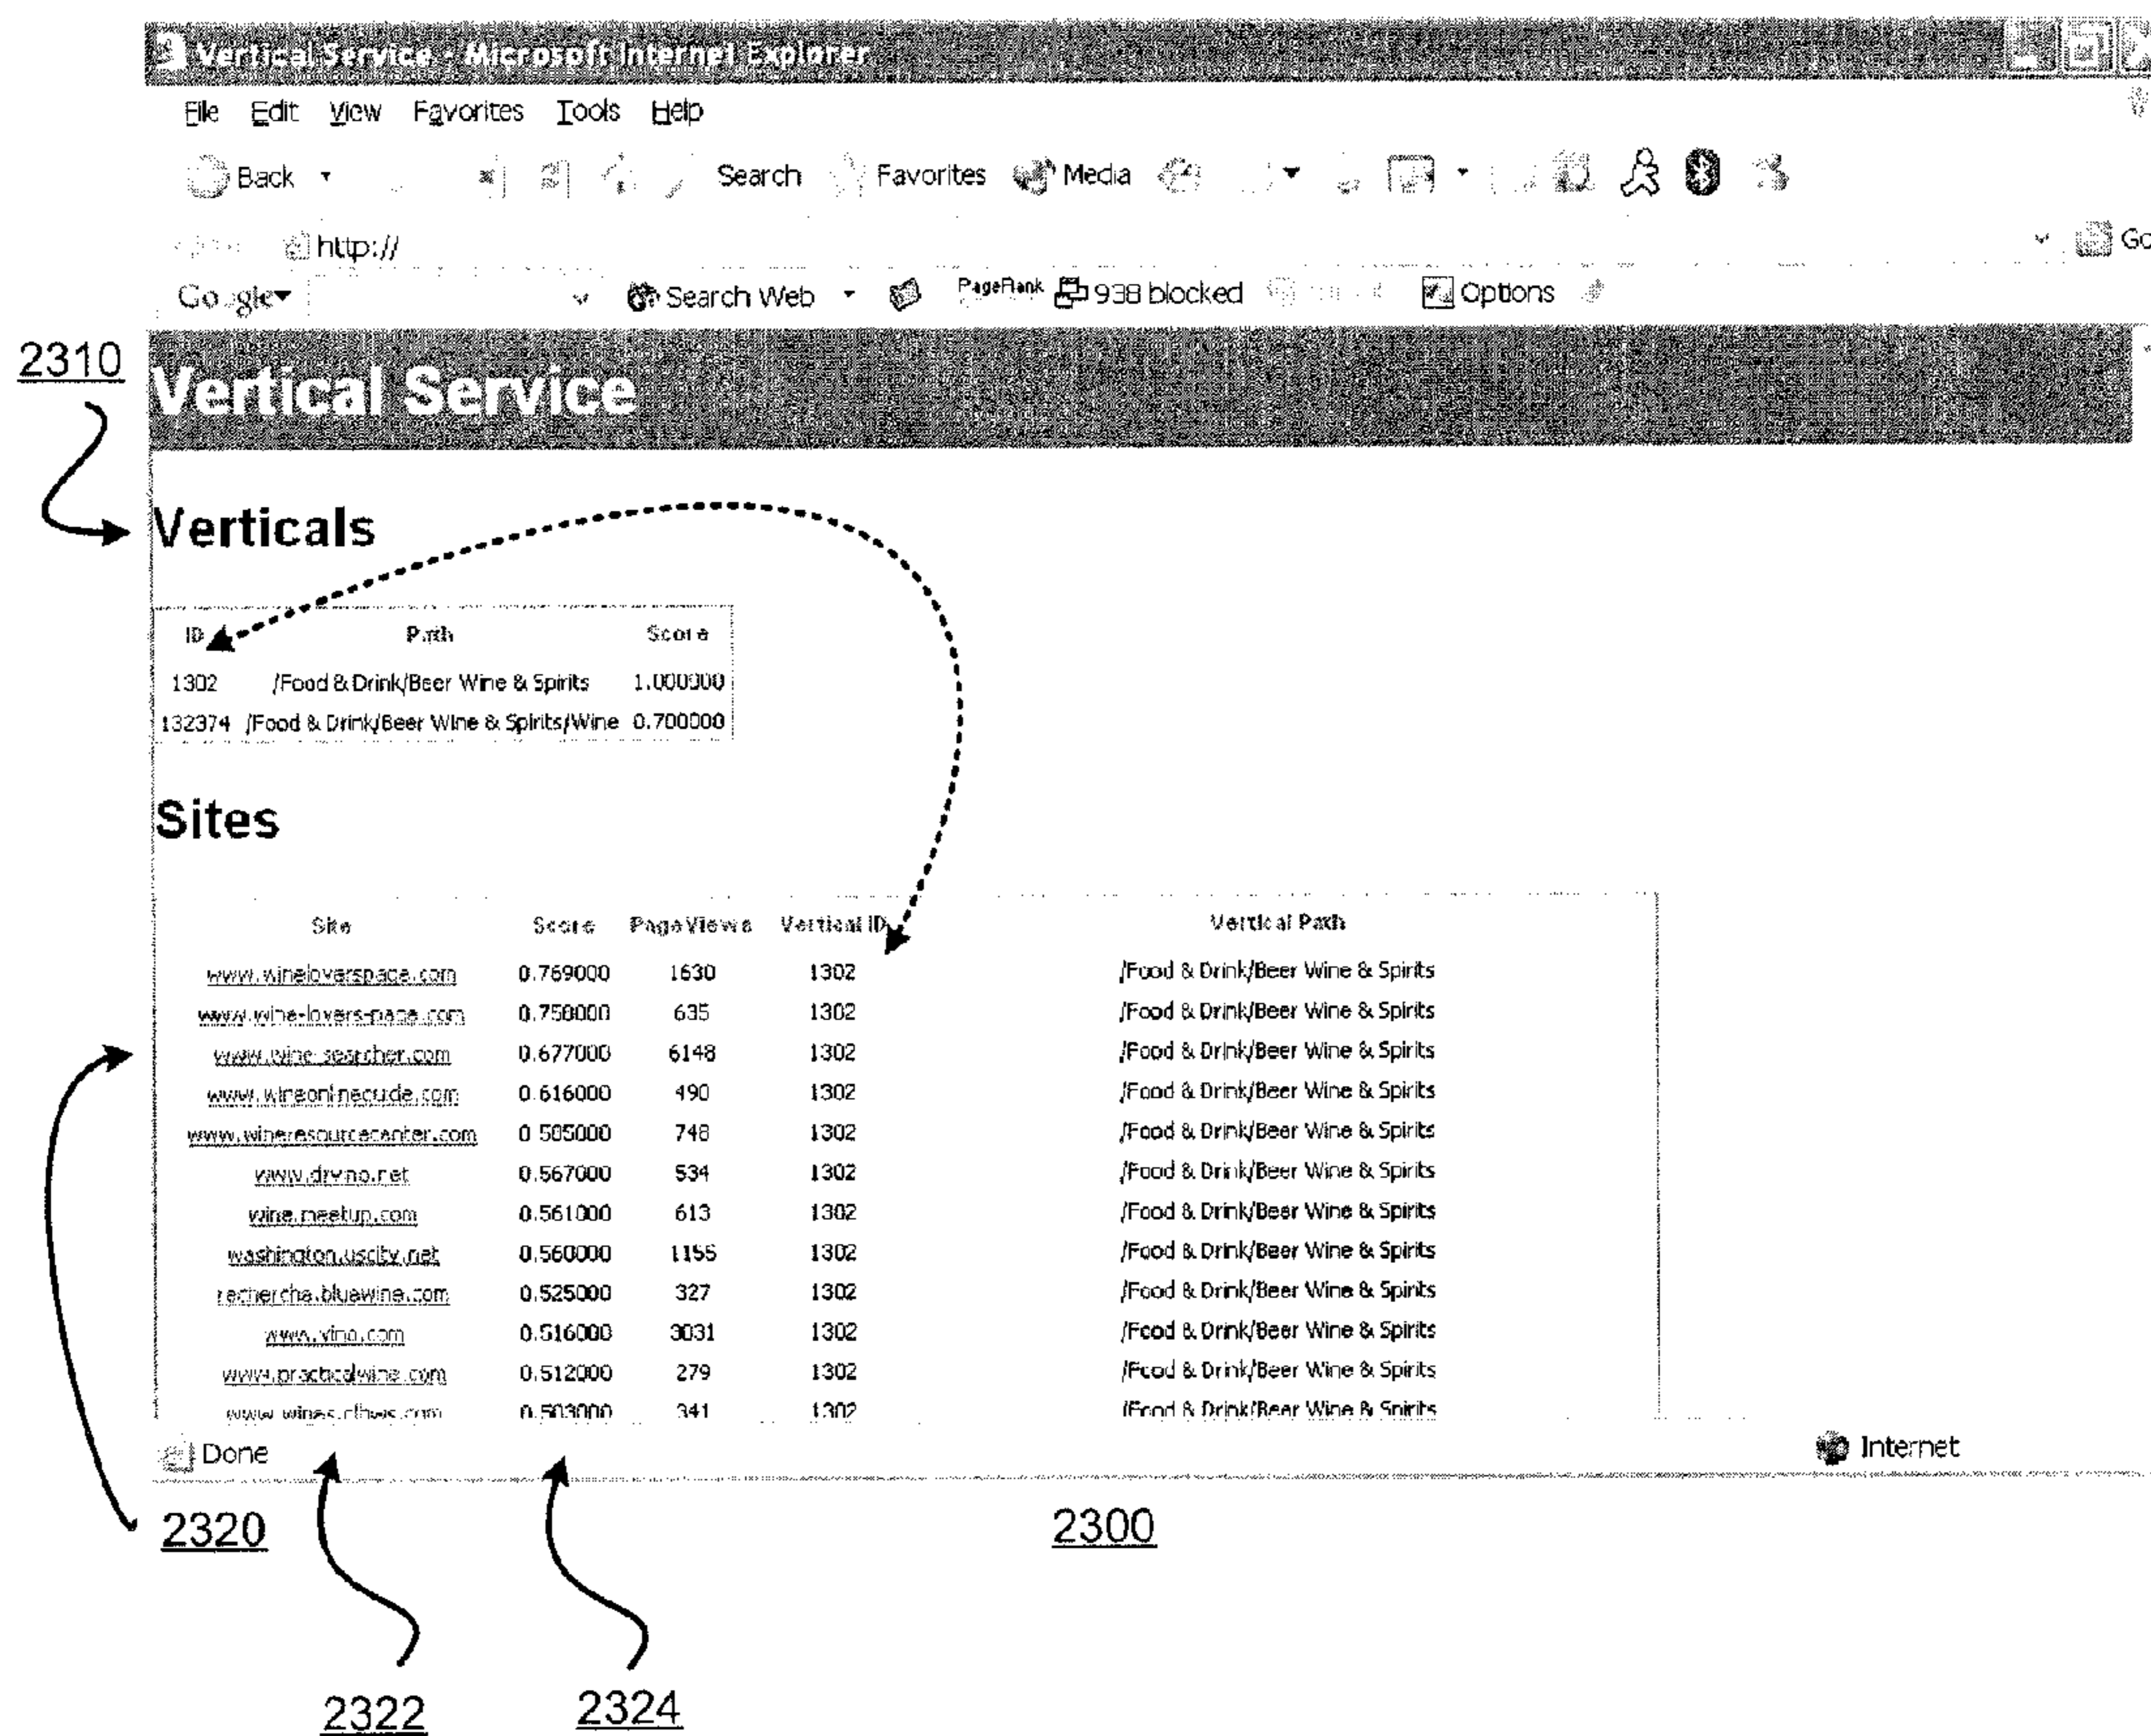 Vertical Service - Microsoft Internet Explorer
File Edit View Favorites Tools Help
Back Search Favorites Media
http:// Go
Google Search Web PageRank 938 blocked Options
2310
Vertical Service
Verticals
ID Path Score
1302 /Food & Drink/Beer Wine & Spirits 1.000000
132374 /Food & Drink/Beer Wine & Spirits/Wine 0.700000
Sites
Site Score PageViews Vertical ID Vertical Path
www.wineloverspage.com 0.769000 1630 1302 /Food & Drink/Beer Wine & Spirits
www.wine-lovers-page.com 635 1302 /Food & Drink/Beer Wine & Spirits
www.wine-searcher.com 0.677000 6148 1302 /Food & Drink/Beer Wine & Spirits
www.wineonlineguide.com 0.616000 490 1302 /Food & Drink/Beer Wine & Spirits
www.wineresourcecenter.com 748 1302 /Food & Drink/Beer Wine & Spirits
www.drvino.net 0.567000 534 1302 /Food & Drink/Beer Wine & Spirits
wine.meetup.com 0.561000 613 1302 /Food & Drink/Beer Wine & Spirits
washington.uscity.net 0.560000 1155 1302 /Food & Drink/Beer Wine & Spirits
recherche.bluewine.com 0.525000 327 1302 /Food & Drink/Beer Wine & Spirits
www.vino.com 0.516000 3031 1302 /Food & Drink/Beer Wine & Spirits
www.practicalwine.com 0.512000 279 1302 /Food & Drink/Beer Wine & Spirits
0.503000 341 1302 /Food & Drink/Beer Wine & Spirits
Done Internet
2320 2300
2322 2324